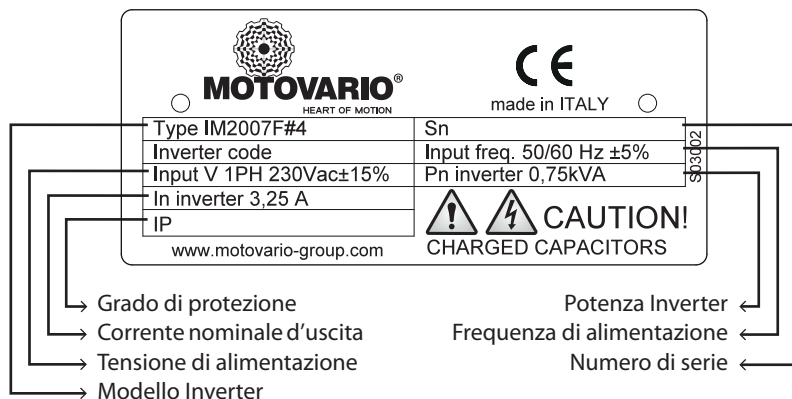 MOTOVARIO®
HEART OF MOTION
CE
made in ITALY
Type IM2007F#4
Sn
Inverter code
Input freq. 50/60 Hz ±5%
Input V 1PH 230Vac±15%
Pn inverter 0,75kVA
S03002
In inverter 3,25 A
IP
CAUTION!
www.motovario-group.com
CHARGED CAPACITORS
Grado di protezione
Potenza Inverter
Corrente nominale d'uscita
Frequenza di alimentazione
Tensione di alimentazione
Numero di serie
Modello Inverter